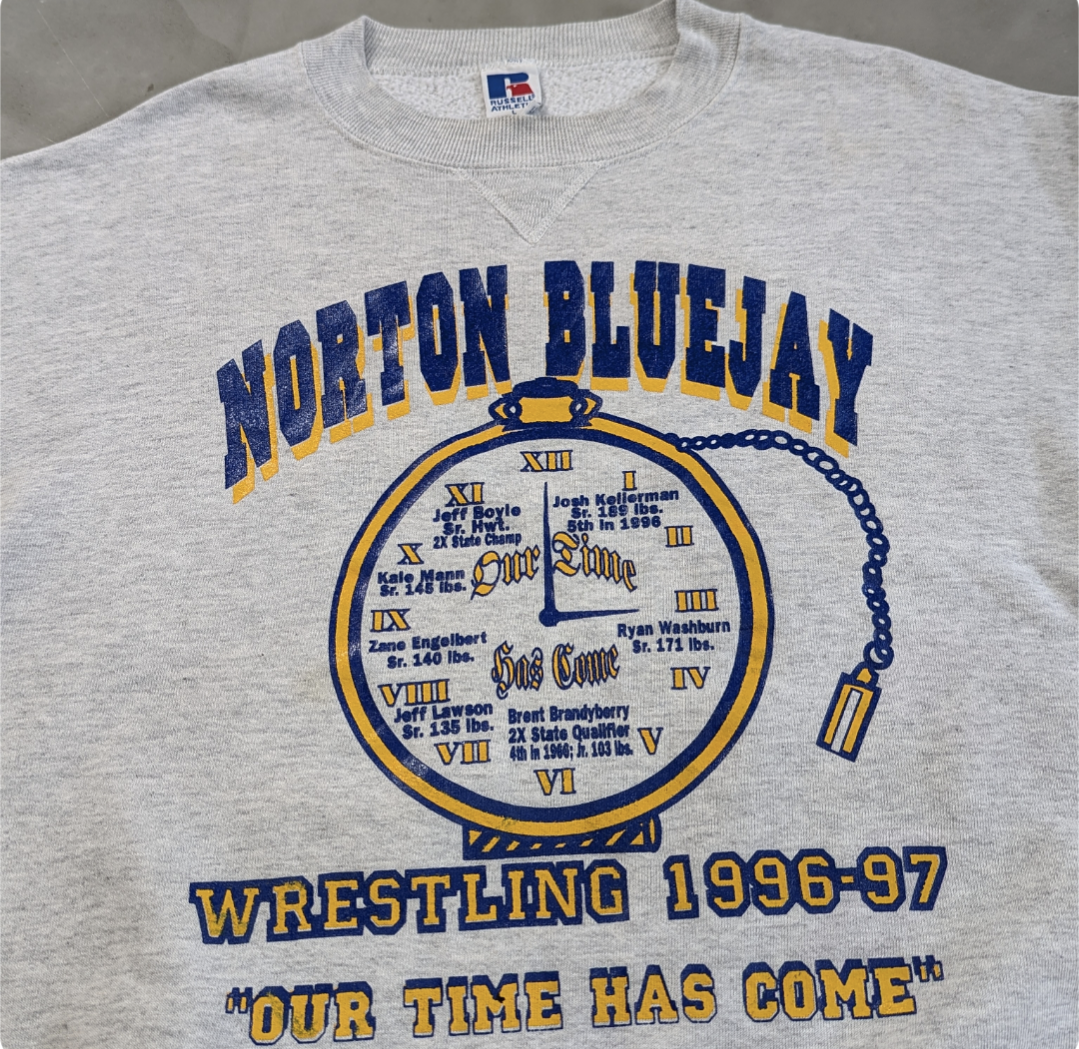 RUSSELL
ATHLETIC
L
NORTON BLUEJAY
XII
XI
Jeff Boyle
Sr. Hwt.
2X State Champ
I
Josh Kellerman
Sr. 189 lbs.
5th in 1996
II
X
Kale Mann
Sr. 145 lbs.
Our Time
IX
Zane Engelbert
Sr. 140 lbs.
III
Ryan Washburn
Sr. 171 lbs.
Has Come
IV
VIII
Jeff Lawson
Sr. 135 lbs.
VII
Brent Brandyberry
2X State Qualifier
4th in 1966; Jr. 103 lbs.
V
VI
WRESTLING 1996-97
"OUR TIME HAS COME"